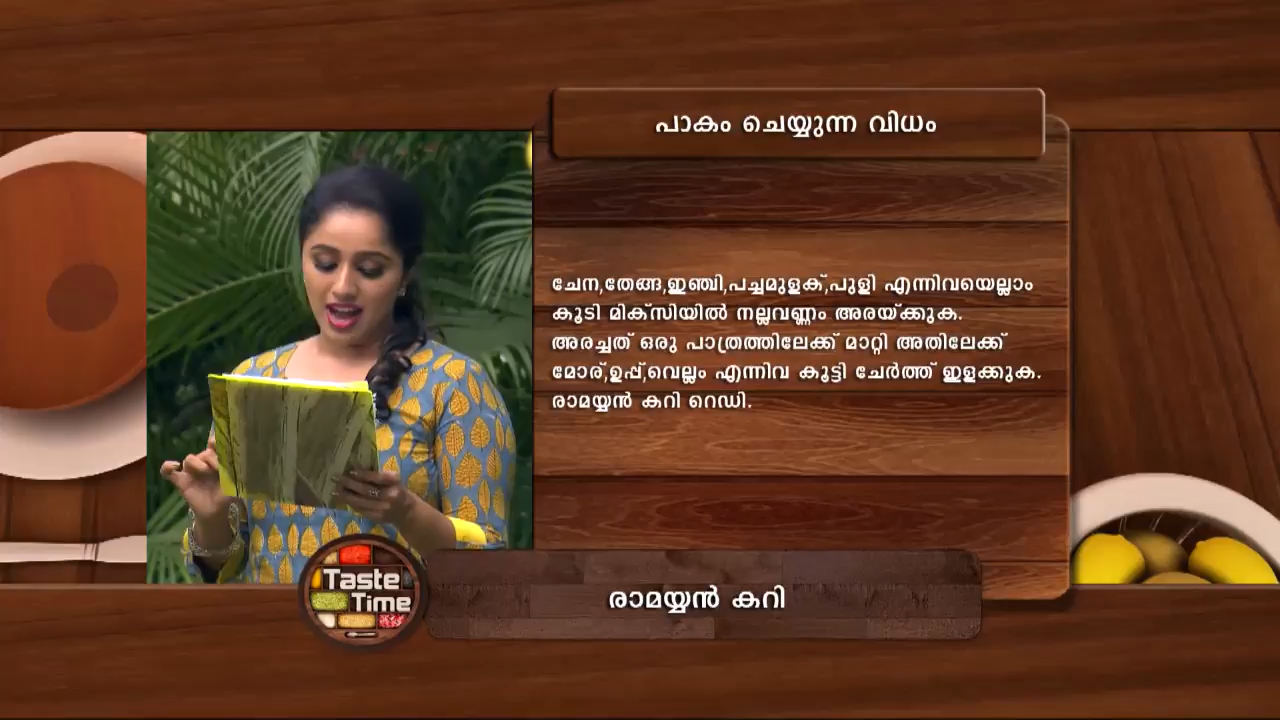 പാകം ചെയ്യുന്ന വിധം
ചേന,തേങ്ങ,ഇഞ്ചി,പച്ചമുളക്,പുളി എന്നിവയെല്ലാം
കൂടി മിക്സിയിൽ നല്ലവണ്ണം അരയ്ക്കുക.
അരച്ചത് ഒരു പാത്രത്തിലേക്ക് മാറ്റി അതിലേക്ക്
മോര്,ഉപ്പ്,വെല്ലം എന്നിവ കൂട്ടി ചേർത്ത് ഇളക്കുക.
രാമയ്യൻ കറി റെഡി.
Taste
Time
രാമയ്യൻ കറി